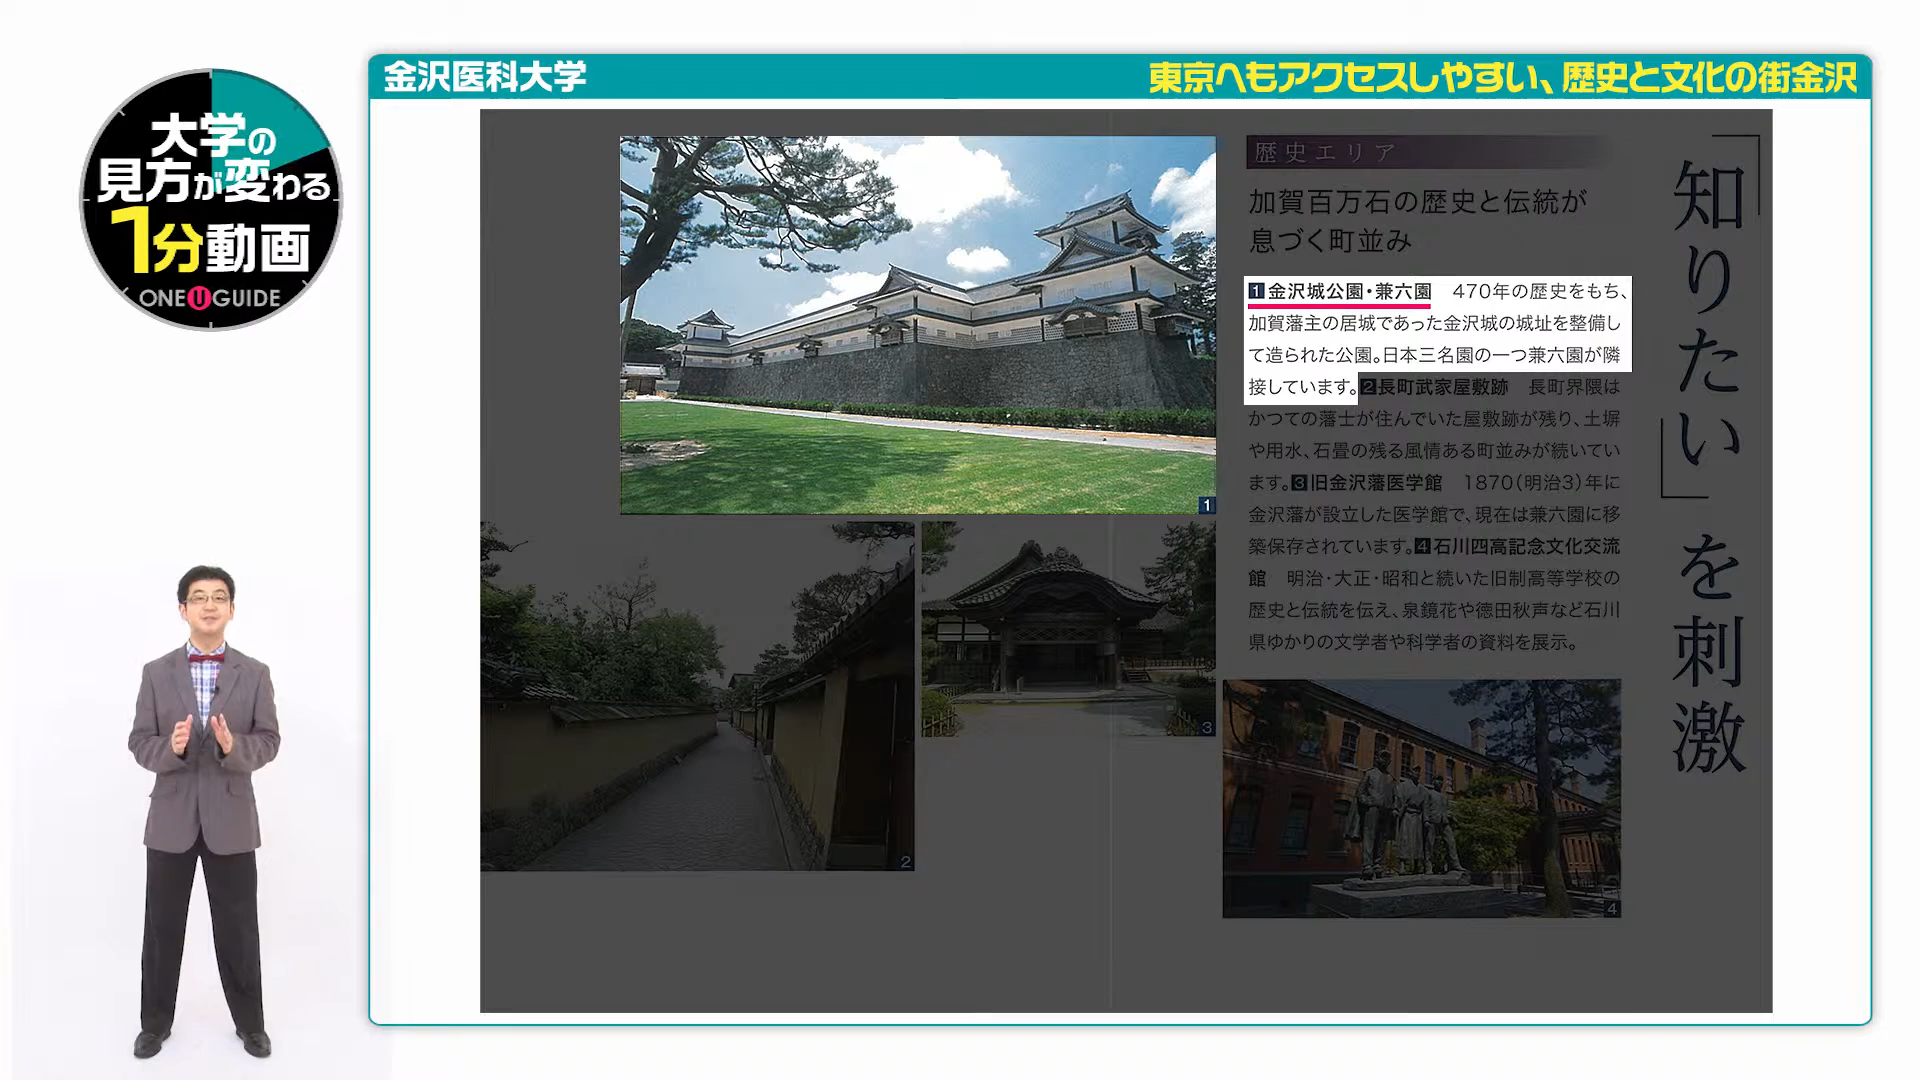 大学の
見方が変わる
1分動画
ONE U GUIDE
金沢医科大学
東京へもアクセスしやすい、歴史と文化の街金沢
歴史エリア
加賀百万石の歴史と伝統が
息づく町並み
1 金沢城公園・兼六園　470年の歴史をもち、
加賀藩主の居城であった金沢城の城址を整備し
て造られた公園。日本三名園の一つ兼六園が隣
接しています。2 長町武家屋敷跡　長町界隈は
かつての藩士が住んでいた屋敷跡が残り、土塀
や用水、石畳の残る風情ある町並みが続いてい
ます。3 旧金沢藩医学館　1870(明治3)年に
金沢藩が設立した医学館で、現在は兼六園に移
築保存されています。4 石川四高記念文化交流
館　明治・大正・昭和と続いた旧制高等学校の
歴史と伝統を伝え、泉鏡花や徳田秋声など石川
県ゆかりの文学者や科学者の資料を展示。
「知りたい」を刺激
1
2
3
4